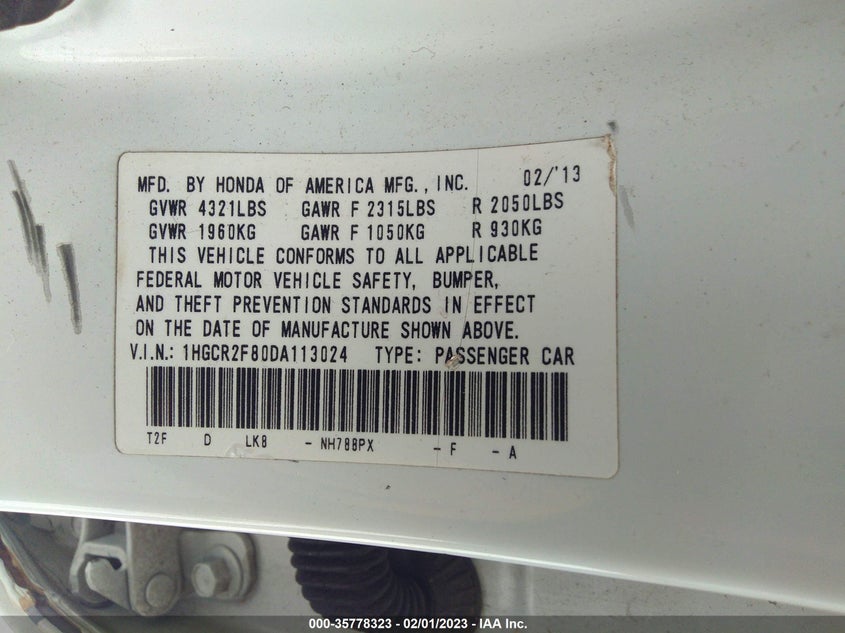 MFD. BY HONDA OF AMERICA MFG., INC. 02/'13
GVWR 4321LBS GAWR F 2315LBS R 2050LBS
GVWR 1960KG GAWR F 1050KG R 930KG
THIS VEHICLE CONFORMS TO ALL APPLICABLE
FEDERAL MOTOR VEHICLE SAFETY, BUMPER,
AND THEFT PREVENTION STANDARDS IN EFFECT
ON THE DATE OF MANUFACTURE SHOWN ABOVE.
V.I.N.: 1HGCR2F80DA113024 TYPE: PASSENGER CAR
T2F D LK8 - NH788PX - F - A
000-35778323 - 02/01/2023 - IAA Inc.